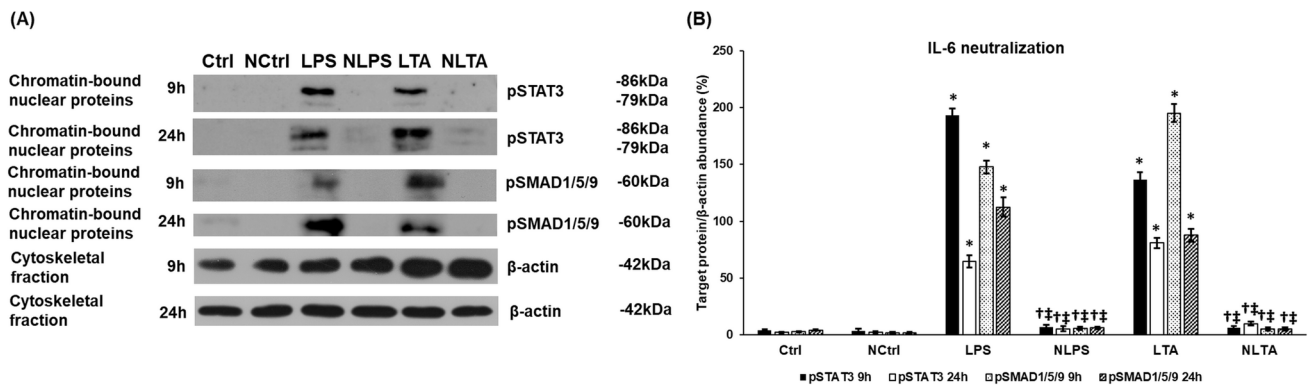 (A)
Ctrl NCtrl LPS NLPS LTA NLTA
Chromatin-bound
nuclear proteins
9h
pSTAT3
-86kDa
-79kDa
Chromatin-bound
nuclear proteins
24h
pSTAT3
-86kDa
-79kDa
Chromatin-bound
nuclear proteins
9h
pSMAD1/5/9
-60kDa
Chromatin-bound
nuclear proteins
24h
pSMAD1/5/9
-60kDa
Cytoskeletal
fraction
9h
β-actin
-42kDa
Cytoskeletal
fraction
24h
β-actin
-42kDa
(B)
IL-6 neutralization
Target protein/β-actin abundance (%)
250
200
150
100
50
0
* * * *
†‡ †‡ †‡ †‡
* * * *
†‡ †‡ †‡ †‡
Ctrl NCtrl LPS NLPS LTA NLTA
■ pSTAT3 9h □ pSTAT3 24h pSMAD1/5/9 9h pSMAD1/5/9 24h